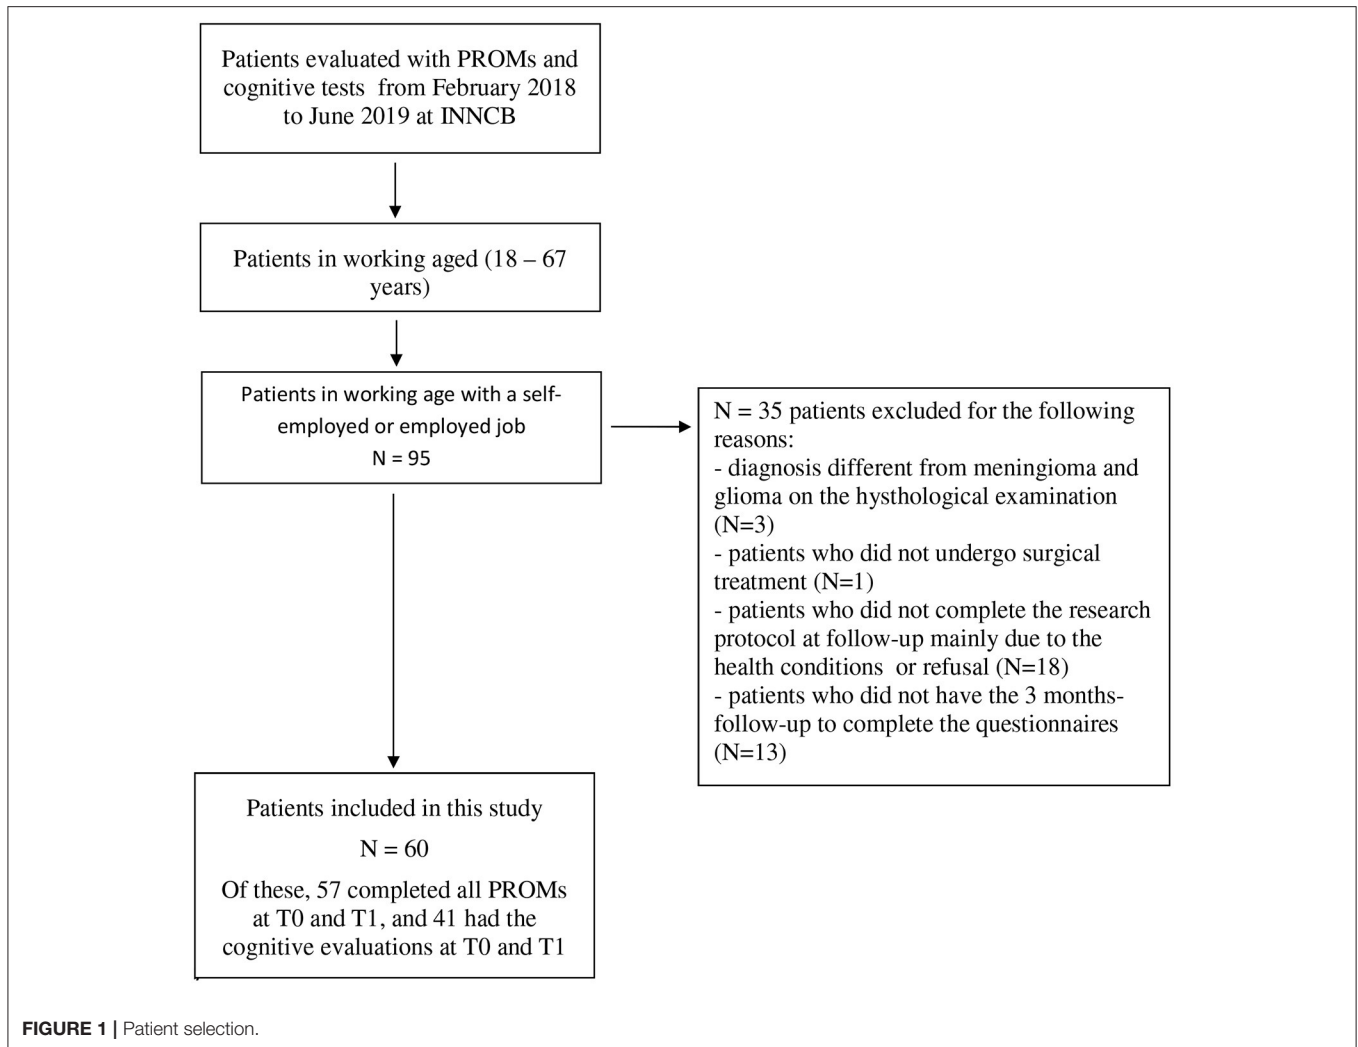 Patients evaluated with PROMs and
cognitive tests from February 2018
to June 2019 at INNCB
Patients in working aged (18 – 67
years)
Patients in working age with a self-
employed or employed job
N = 95
N = 35 patients excluded for the following
reasons:
- diagnosis different from meningioma and
glioma on the hysthological examination
(N=3)
- patients who did not undergo surgical
treatment (N=1)
- patients who did not complete the research
protocol at follow-up mainly due to the
health conditions or refusal (N=18)
- patients who did not have the 3 months-
follow-up to complete the questionnaires
(N=13)
Patients included in this study
N = 60
Of these, 57 completed all PROMs
at T0 and T1, and 41 had the
cognitive evaluations at T0 and T1
FIGURE 1 | Patient selection.